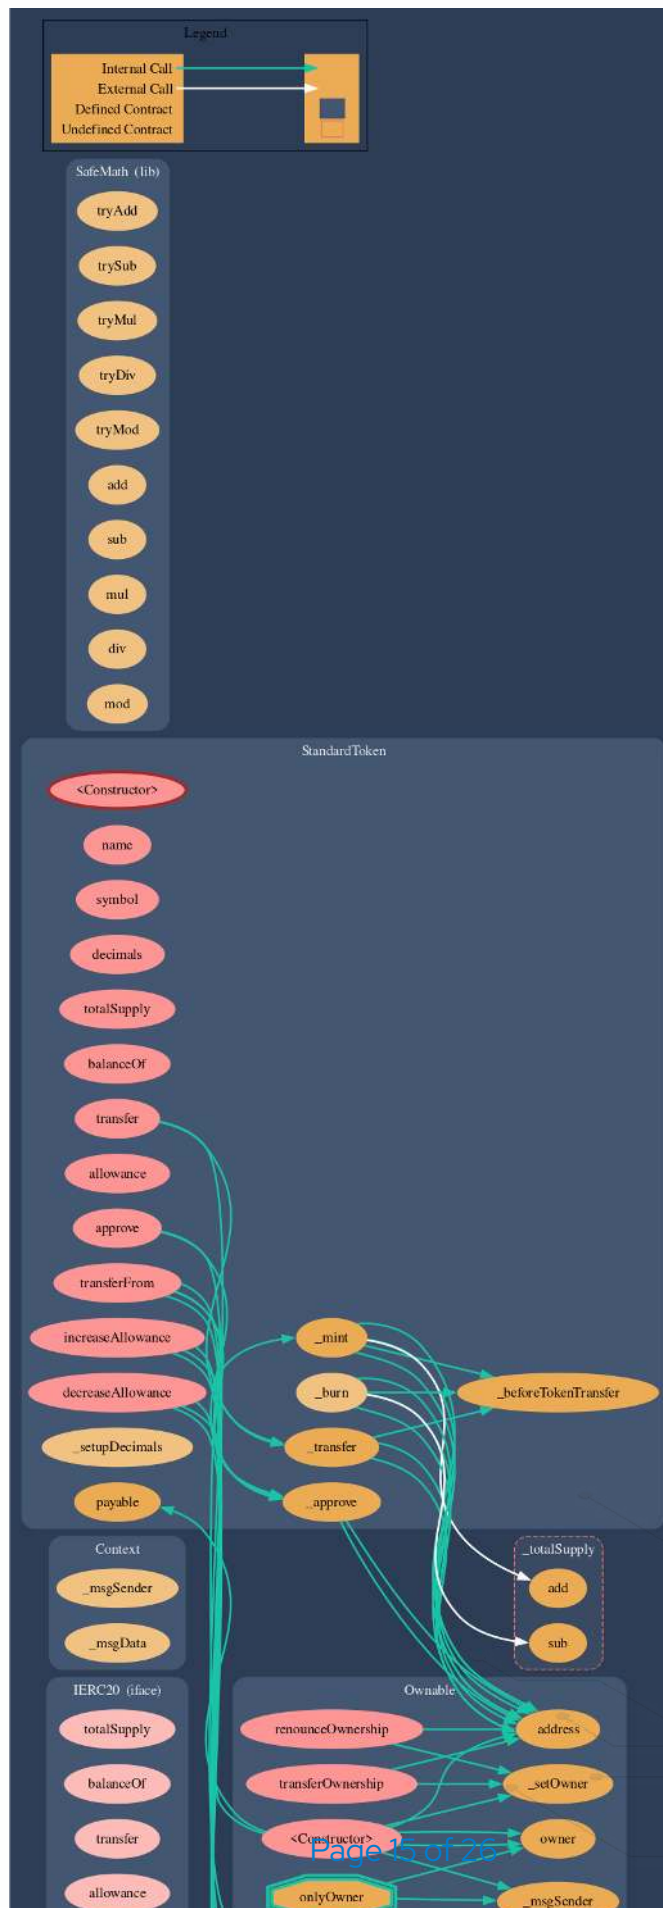 Legend
Internal Call
External Call
Defined Contract
Undefined Contract
SafeMath (lib)
tryAdd
trySub
tryMul
tryDiv
tryMod
add
sub
mul
div
mod
StandardToken
<Constructor>
name
symbol
decimals
totalSupply
balanceOf
transfer
allowance
approve
transferFrom
increaseAllowance
_mint
decreaseAllowance
_burn
_beforeTokenTransfer
_setupDecimals
_transfer
payable
_approve
Context
_totalSupply
_msgSender
add
_msgData
sub
IERC20 (iface)
Ownable
totalSupply
renounceOwnership
address
balanceOf
transferOwnership
_setOwner
transfer
<Constructor>
owner
Page 15 of 26
allowance
onlyOwner
_msgSender